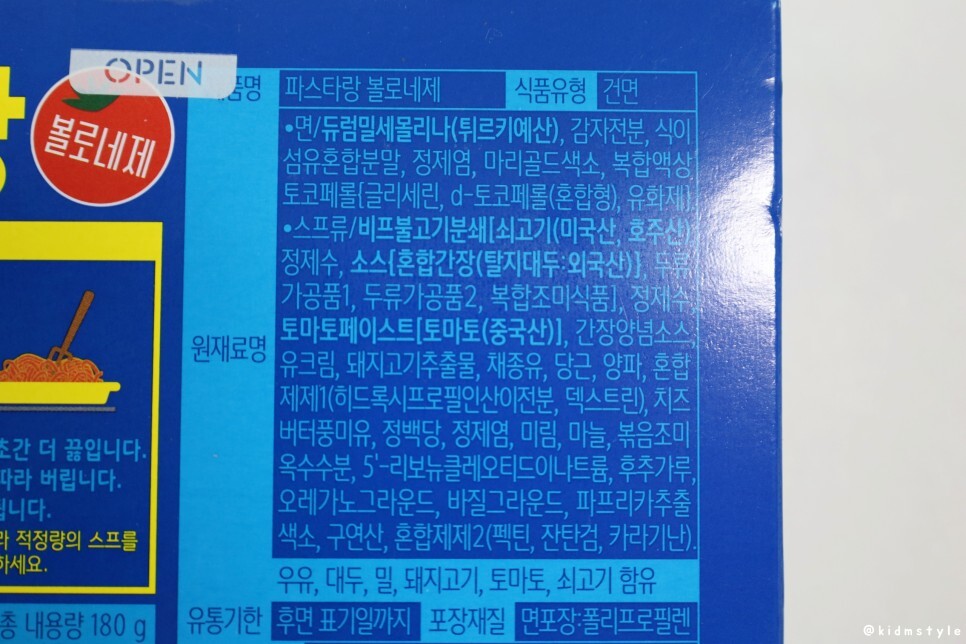 OPEN
볼로네제
품명 파스타랑 볼로네제 식품유형 건면
원재료명
•면/듀럼밀세몰리나(튀르키예산), 감자전분, 식이
섬유혼합분말, 정제염, 마리골드색소, 복합액상
토코페롤{글리세린, d-토코페롤(혼합형), 유화제}
•스프류/비프불고기분쇄[쇠고기(미국산, 호주산)
정제수, 소스[혼합간장(탈지대두:외국산)], 두류
가공품1, 두류가공품2, 복합조미식품], 정제수
토마토페이스트[토마토(중국산)], 간장양념소스,
유크림, 돼지고기추출물, 채종유, 당근, 양파, 혼합
제제1(히드록시프로필인산이전분, 덱스트린), 치즈
버터풍미유, 정백당, 정제염, 미림, 마늘, 볶음조미
옥수수분, 5'-리보뉴클레오티드이나트륨, 후추가루,
오레가노그라운드, 바질그라운드, 파프리카추출
색소, 구연산, 혼합제제2(펙틴, 잔탄검, 카라기난).
우유, 대두, 밀, 돼지고기, 토마토, 쇠고기 함유
유통기한 후면 표기일까지 포장재질 면포장:폴리프로필렌
초간 더 끓입니다.
따라 버립니다.
립니다.
라 적정량의 스프를
하세요.
총 내용량 180 g
@kidmstyle